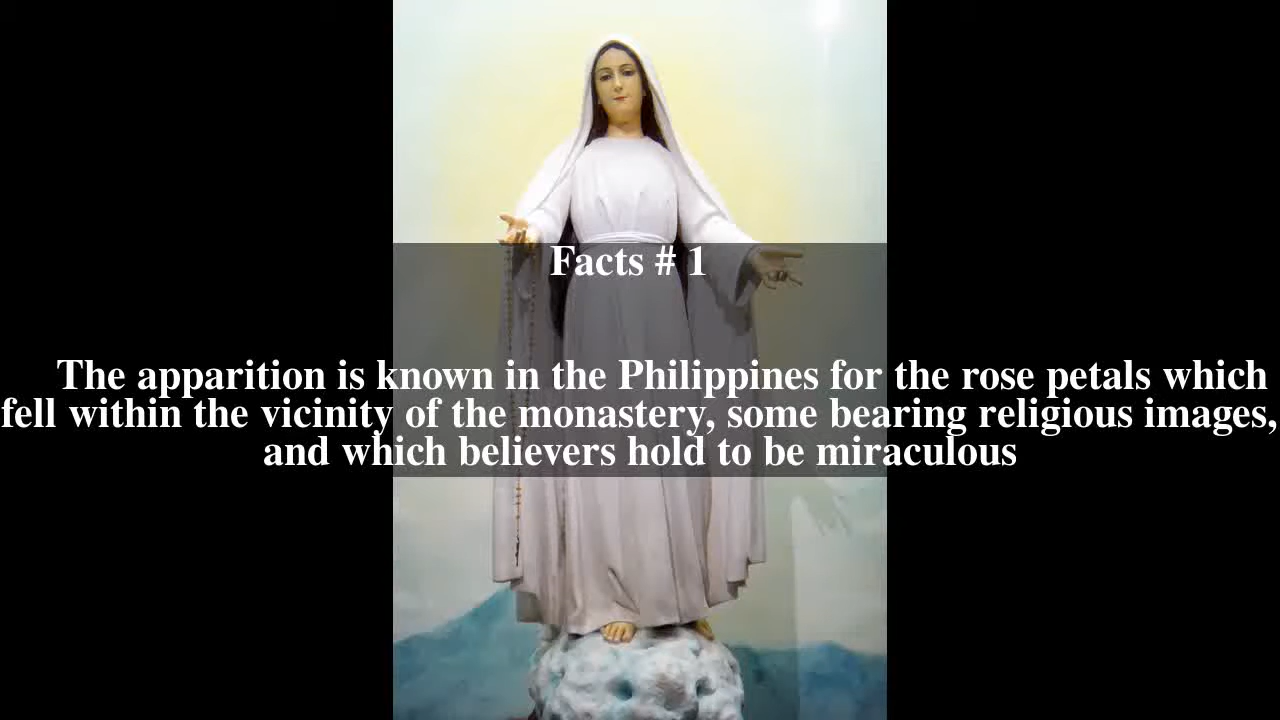 Facts # 1
The apparition is known in the Philippines for the rose petals which
fell within the vicinity of the monastery, some bearing religious images,
and which believers hold to be miraculous